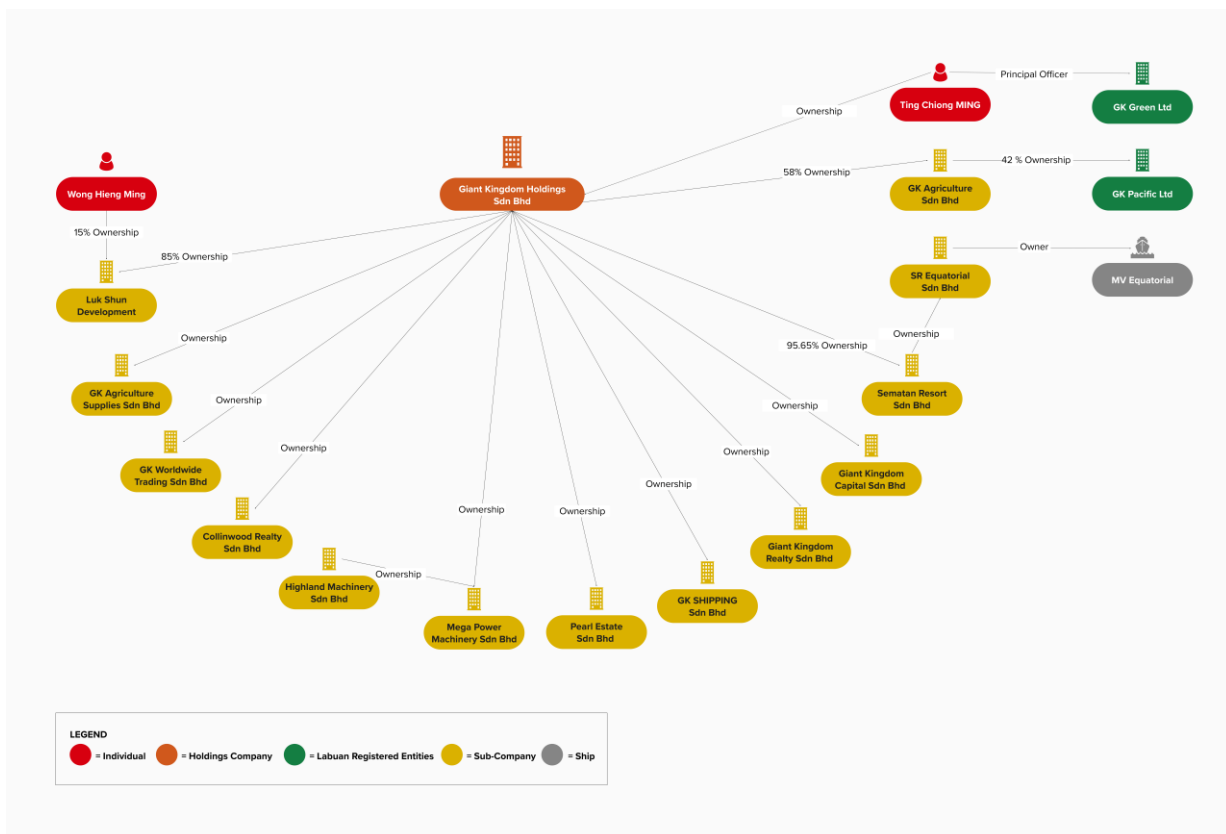 Principal Officer
Ting Chiong MING
GK Green Ltd
Ownership
Wong Hieng Ming
Giant Kingdom Holdings
Sdn Bhd
58% Ownership
42 % Ownership
GK Agriculture
Sdn Bhd
GK Pacific Ltd
15% Ownership
85% Ownership
Owner
Luk Shun
Development
SR Equatorial
Sdn Bhd
MV Equatorial
Ownership
Ownership
95.65% Ownership
GK Agriculture
Supplies Sdn Bhd
Sematan Resort
Sdn Bhd
Ownership
Ownership
Ownership
Ownership
GK Worldwide
Trading Sdn Bhd
Giant Kingdom
Capital Sdn Bhd
Ownership
Ownership
Ownership
Collinwood Realty
Sdn Bhd
Giant Kingdom
Realty Sdn Bhd
Ownership
Highland Machinery
Sdn Bhd
GK SHIPPING
Sdn Bhd
Mega Power
Machinery Sdn Bhd
Pearl Estate
Sdn Bhd
LEGEND
= Individual
= Holdings Company
= Labuan Registered Entities
= Sub-Company
= Ship